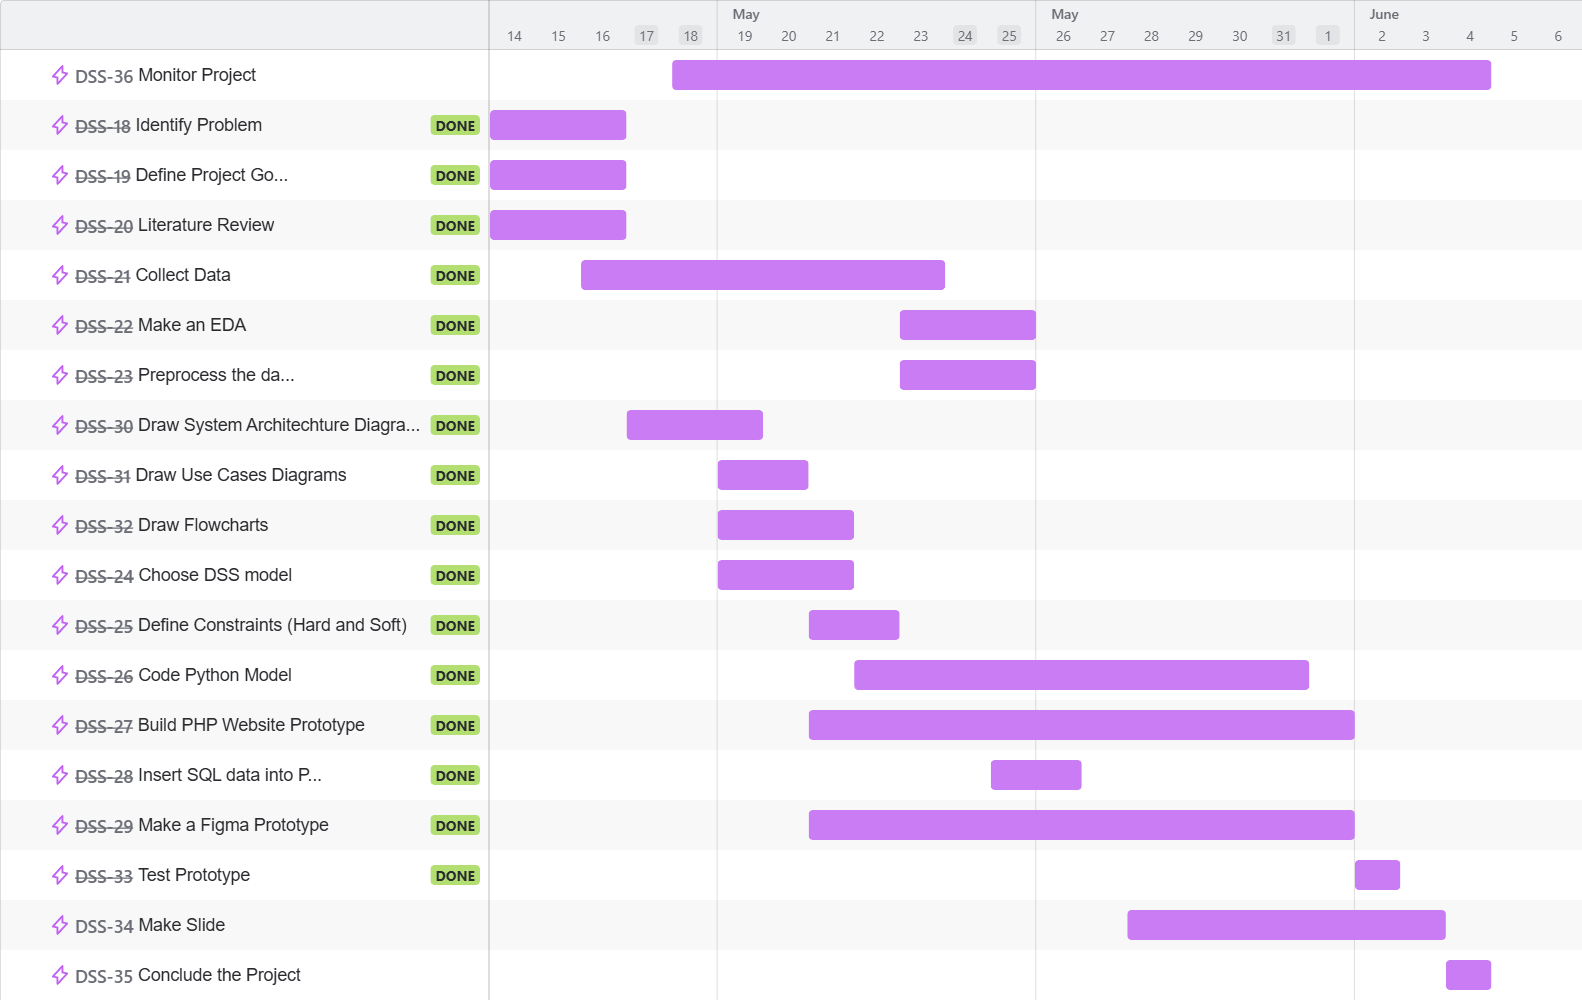 May May June
14 15 16 17 18 19 20 21 22 23 24 25 26 27 28 29 30 31 1 2 3 4 5 6
DSS-36 Monitor Project
DSS-18 Identify Problem DONE
DSS-19 Define Project Go... DONE
DSS-20 Literature Review DONE
DSS-21 Collect Data DONE
DSS-22 Make an EDA DONE
DSS-23 Preprocess the da... DONE
DSS-30 Draw System Architechture Diagra... DONE
DSS-31 Draw Use Cases Diagrams DONE
DSS-32 Draw Flowcharts DONE
DSS-24 Choose DSS model DONE
DSS-25 Define Constraints (Hard and Soft) DONE
DSS-26 Code Python Model DONE
DSS-27 Build PHP Website Prototype DONE
DSS-28 Insert SQL data into P... DONE
DSS-29 Make a Figma Prototype DONE
DSS-33 Test Prototype DONE
DSS-34 Make Slide
DSS-35 Conclude the Project